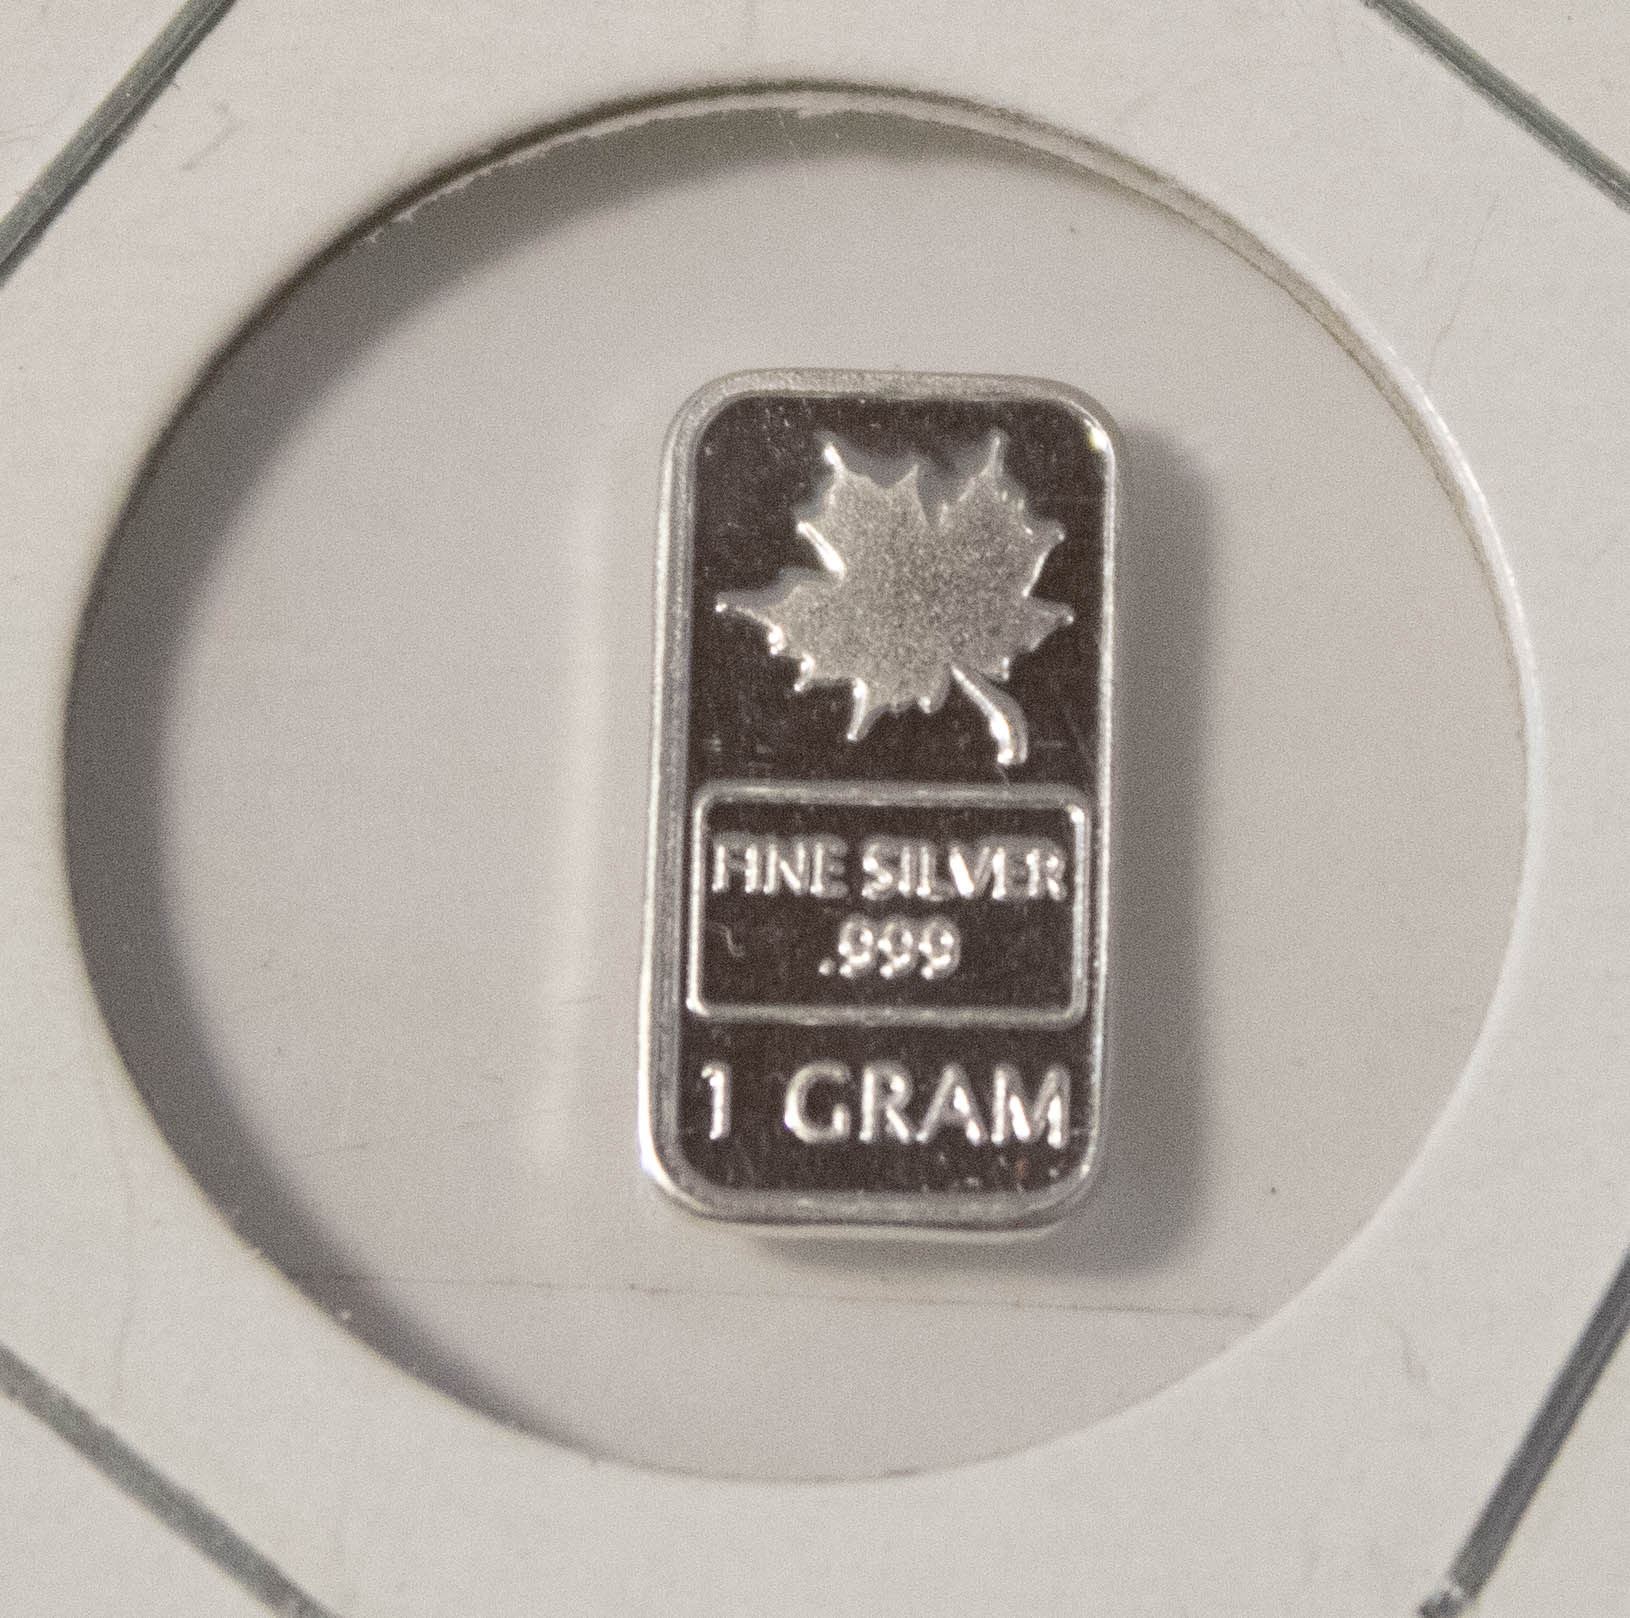 FINE SILVER
.999
1 GRAM